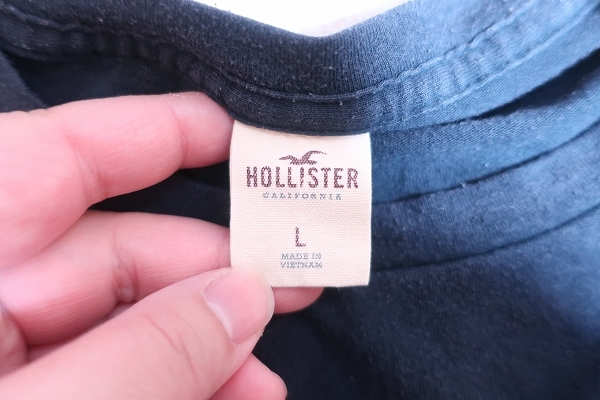 HOLLISTER
CALIFORNIA
L
MADE IN
VIETNAM